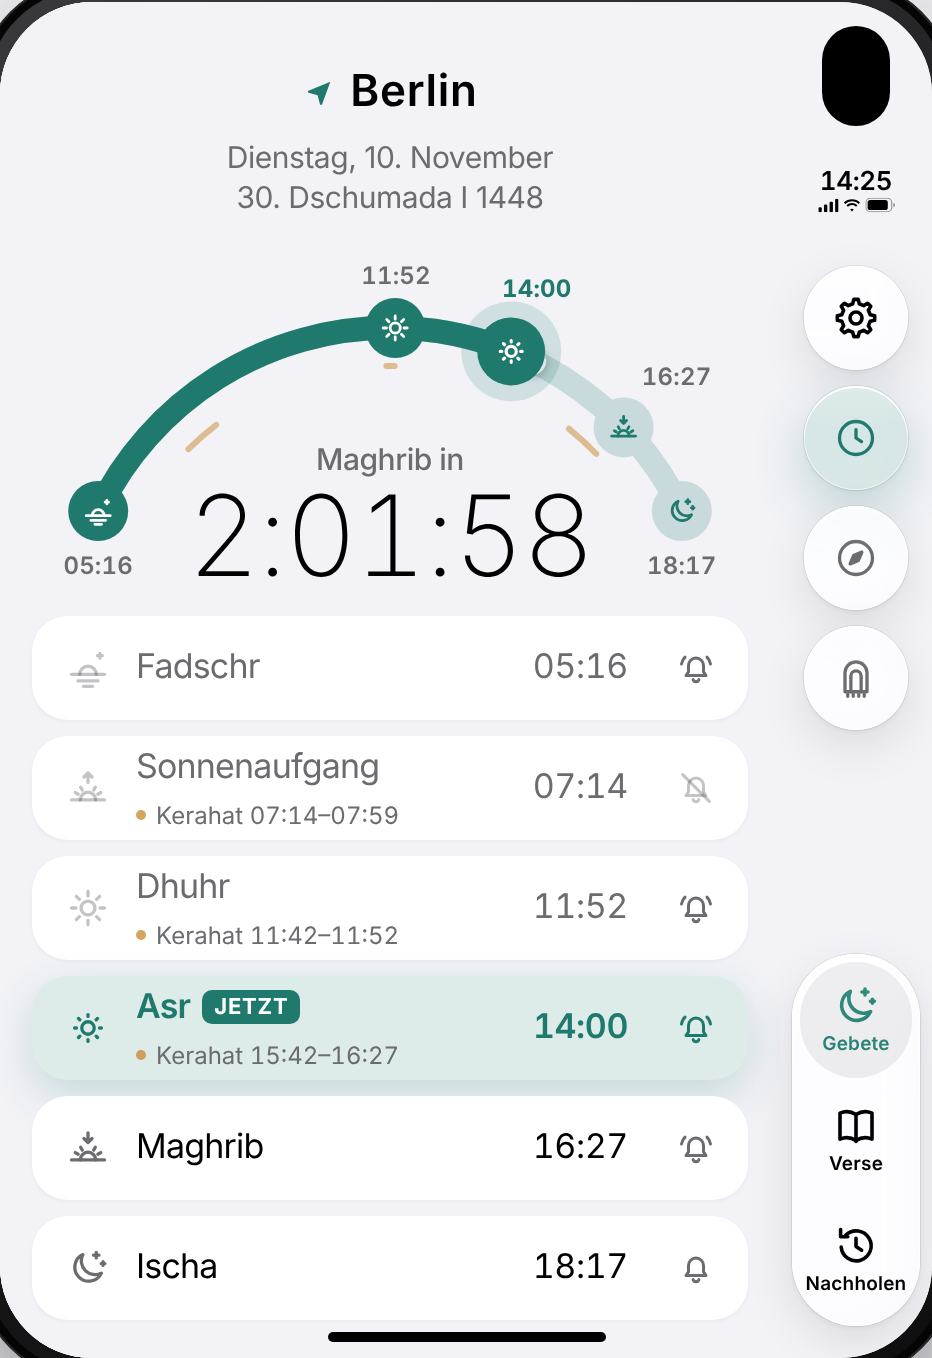 Berlin
Dienstag, 10. November
30. Dschumada I 1448
14:25
11:52
14:00
16:27
Maghrib in
2:01:58
05:16
18:17
Fadschr 05:16
Sonnenaufgang 07:14
Kerahat 07:14–07:59
Dhuhr 11:52
Kerahat 11:42–11:52
Asr JETZT 14:00
Kerahat 15:42–16:27
Maghrib 16:27
Ischa 18:17
Gebete
Verse
Nachholen